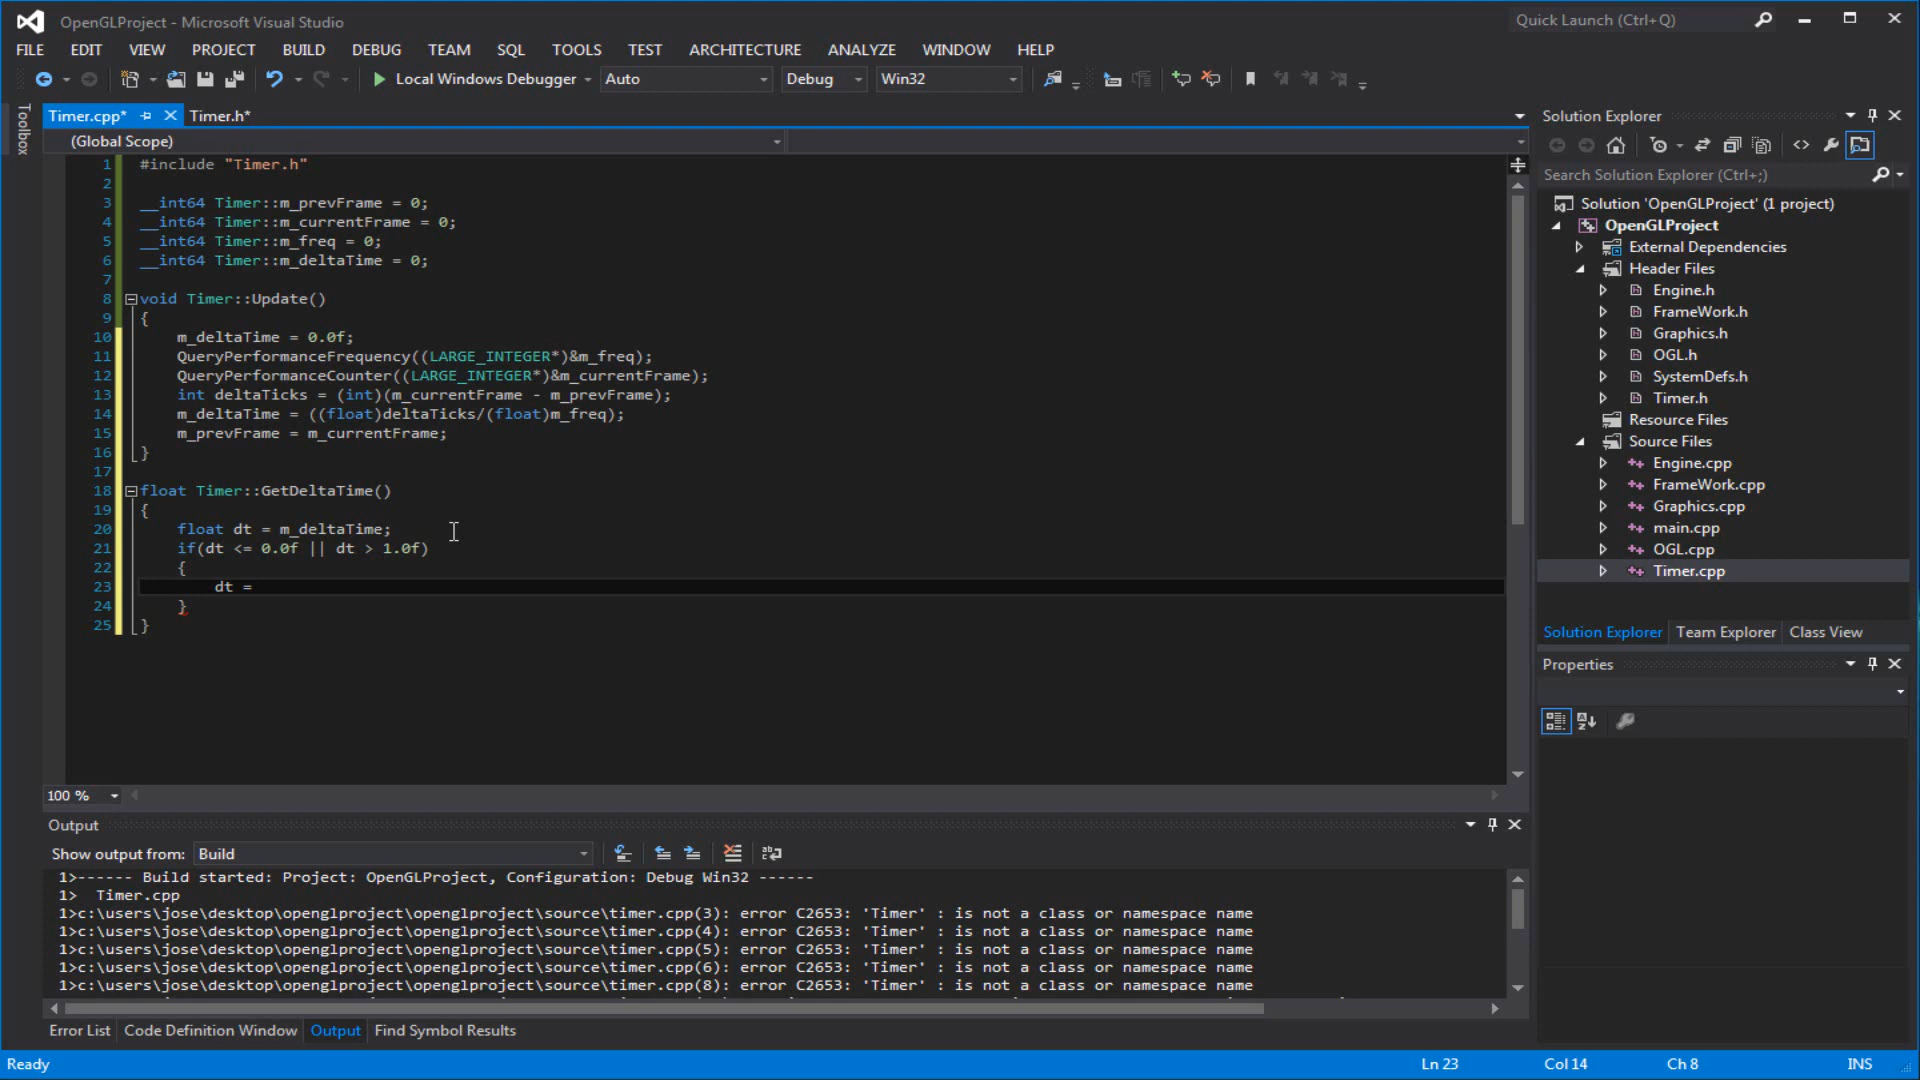 OpenGLProject - Microsoft Visual Studio
Quick Launch (Ctrl+Q)
FILE EDIT VIEW PROJECT BUILD DEBUG TEAM SQL TOOLS TEST ARCHITECTURE ANALYZE WINDOW HELP
Local Windows Debugger Auto Debug Win32
Toolbox
Timer.cpp* Timer.h*
(Global Scope)
1 #include "Timer.h"
2
3 __int64 Timer::m_prevFrame = 0;
4 __int64 Timer::m_currentFrame = 0;
5 __int64 Timer::m_freq = 0;
6 __int64 Timer::m_deltaTime = 0;
7
8 void Timer::Update()
9 {
10 m_deltaTime = 0.0f;
11 QueryPerformanceFrequency((LARGE_INTEGER*)&m_freq);
12 QueryPerformanceCounter((LARGE_INTEGER*)&m_currentFrame);
13 int deltaTicks = (int)(m_currentFrame - m_prevFrame);
14 m_deltaTime = ((float)deltaTicks/(float)m_freq);
15 m_prevFrame = m_currentFrame;
16 }
17
18 float Timer::GetDeltaTime()
19 {
20 float dt = m_deltaTime;
21 if(dt <= 0.0f || dt > 1.0f)
22 {
23 dt =
24 }
25 }
100 %
Solution Explorer
Search Solution Explorer (Ctrl+;)
Solution 'OpenGLProject' (1 project)
OpenGLProject
External Dependencies
Header Files
Engine.h
FrameWork.h
Graphics.h
OGL.h
SystemDefs.h
Timer.h
Resource Files
Source Files
Engine.cpp
FrameWork.cpp
Graphics.cpp
main.cpp
OGL.cpp
Timer.cpp
Solution Explorer Team Explorer Class View
Properties
Output
Show output from: Build
1>------ Build started: Project: OpenGLProject, Configuration: Debug Win32 ------
1> Timer.cpp
1>c:\users\jose\desktop\openglproject\openglproject\source\timer.cpp(3): error C2653: 'Timer' : is not a class or namespace name
1>c:\users\jose\desktop\openglproject\openglproject\source\timer.cpp(4): error C2653: 'Timer' : is not a class or namespace name
1>c:\users\jose\desktop\openglproject\openglproject\source\timer.cpp(5): error C2653: 'Timer' : is not a class or namespace name
1>c:\users\jose\desktop\openglproject\openglproject\source\timer.cpp(6): error C2653: 'Timer' : is not a class or namespace name
1>c:\users\jose\desktop\openglproject\openglproject\source\timer.cpp(8): error C2653: 'Timer' : is not a class or namespace name
Error List Code Definition Window Output Find Symbol Results
Ready Ln 23 Col 14 Ch 8 INS